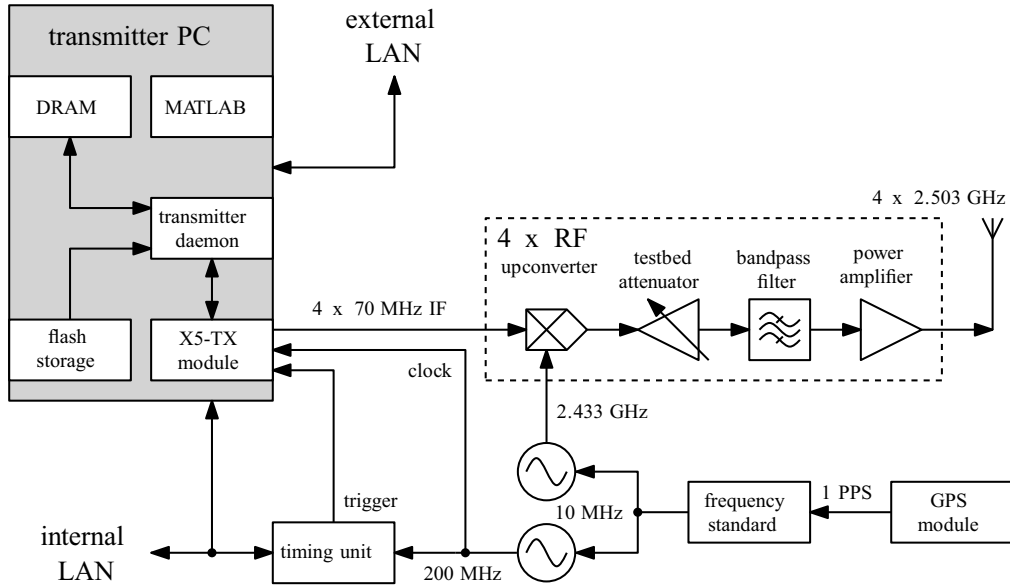 transmitter PC
external
LAN
DRAM
MATLAB
transmitter
daemon
flash
storage
X5-TX
module
4 x 70 MHz IF
clock
trigger
4 x RF
upconverter
testbed
attenuator
bandpass
filter
power
amplifier
4 x 2.503 GHz
2.433 GHz
10 MHz
200 MHz
frequency
standard
1 PPS
GPS
module
timing unit
internal
LAN